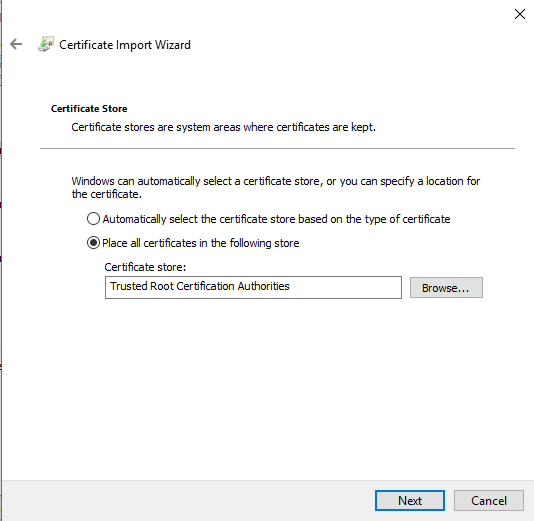 Certificate Import Wizard
Certificate Store
Certificate stores are system areas where certificates are kept.
Windows can automatically select a certificate store, or you can specify a location for
the certificate.
Automatically select the certificate store based on the type of certificate
Place all certificates in the following store
Certificate store:
Trusted Root Certification Authorities
Browse...
Next
Cancel